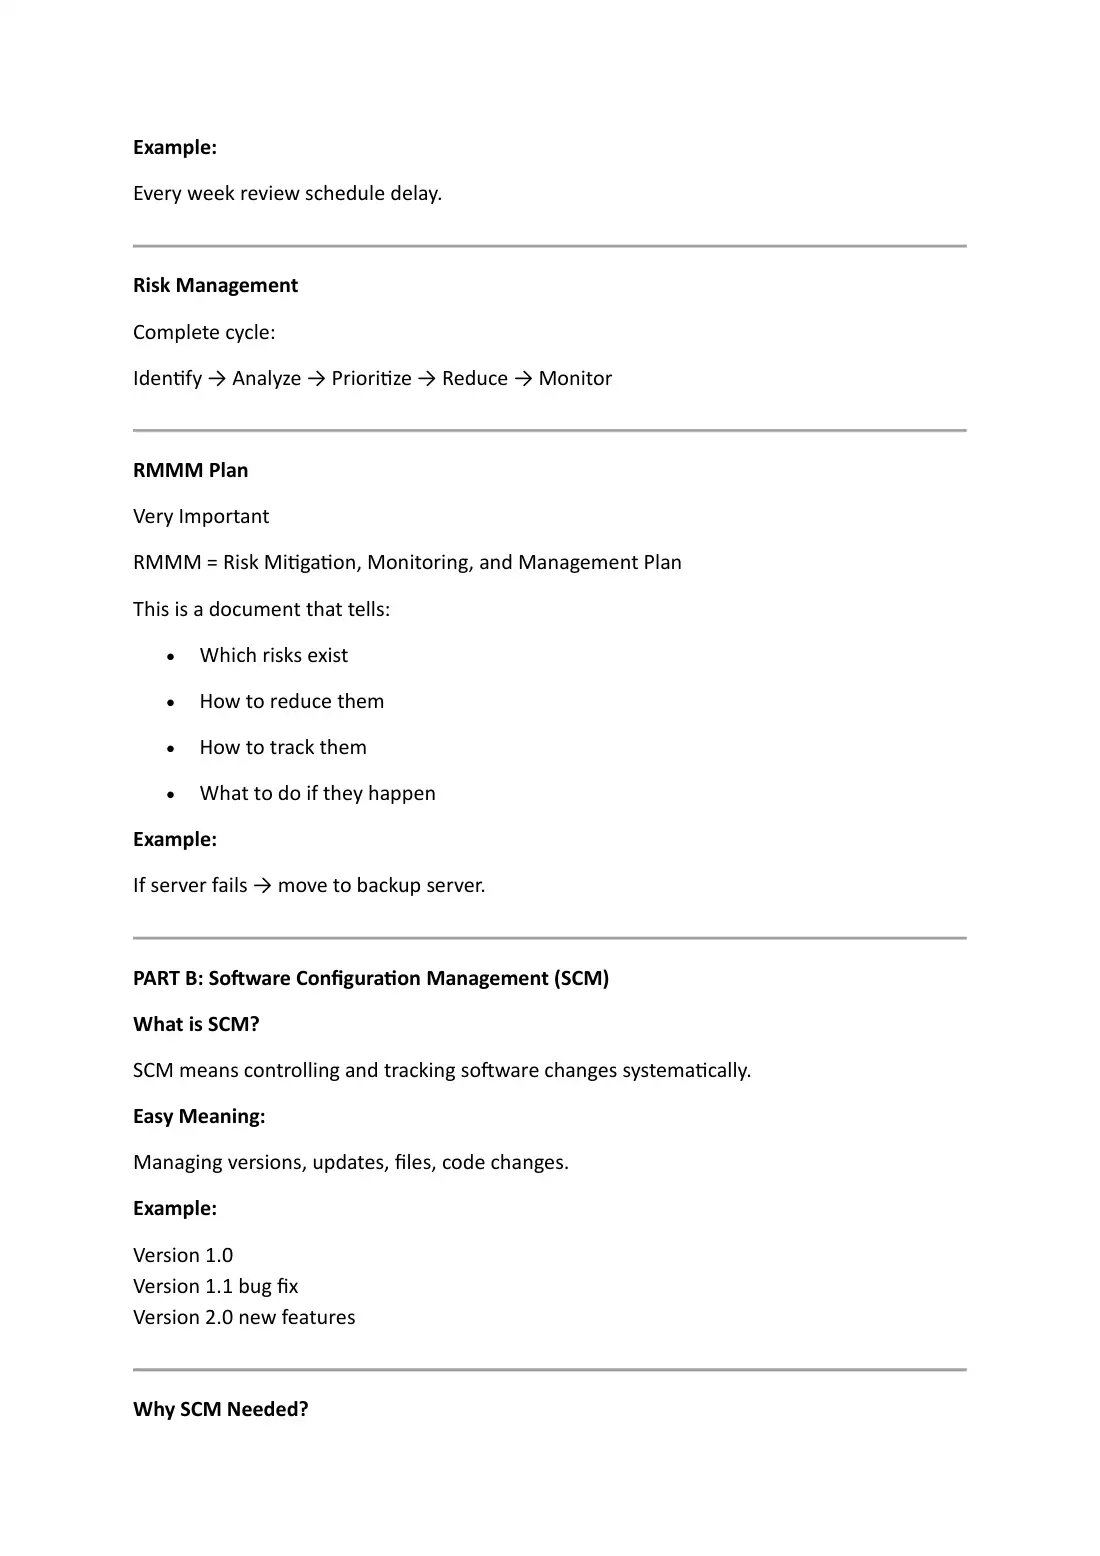 Example:
Every week review schedule delay.
Risk Management
Complete cycle:
Identify → Analyze → Prioritize → Reduce → Monitor
RMMM Plan
Very Important
RMMM = Risk Mitigation, Monitoring, and Management Plan
This is a document that tells:
• Which risks exist
• How to reduce them
• How to track them
• What to do if they happen
Example:
If server fails → move to backup server.
PART B: Software Configuration Management (SCM)
What is SCM?
SCM means controlling and tracking software changes systematically.
Easy Meaning:
Managing versions, updates, files, code changes.
Example:
Version 1.0
Version 1.1 bug fix
Version 2.0 new features
Why SCM Needed?